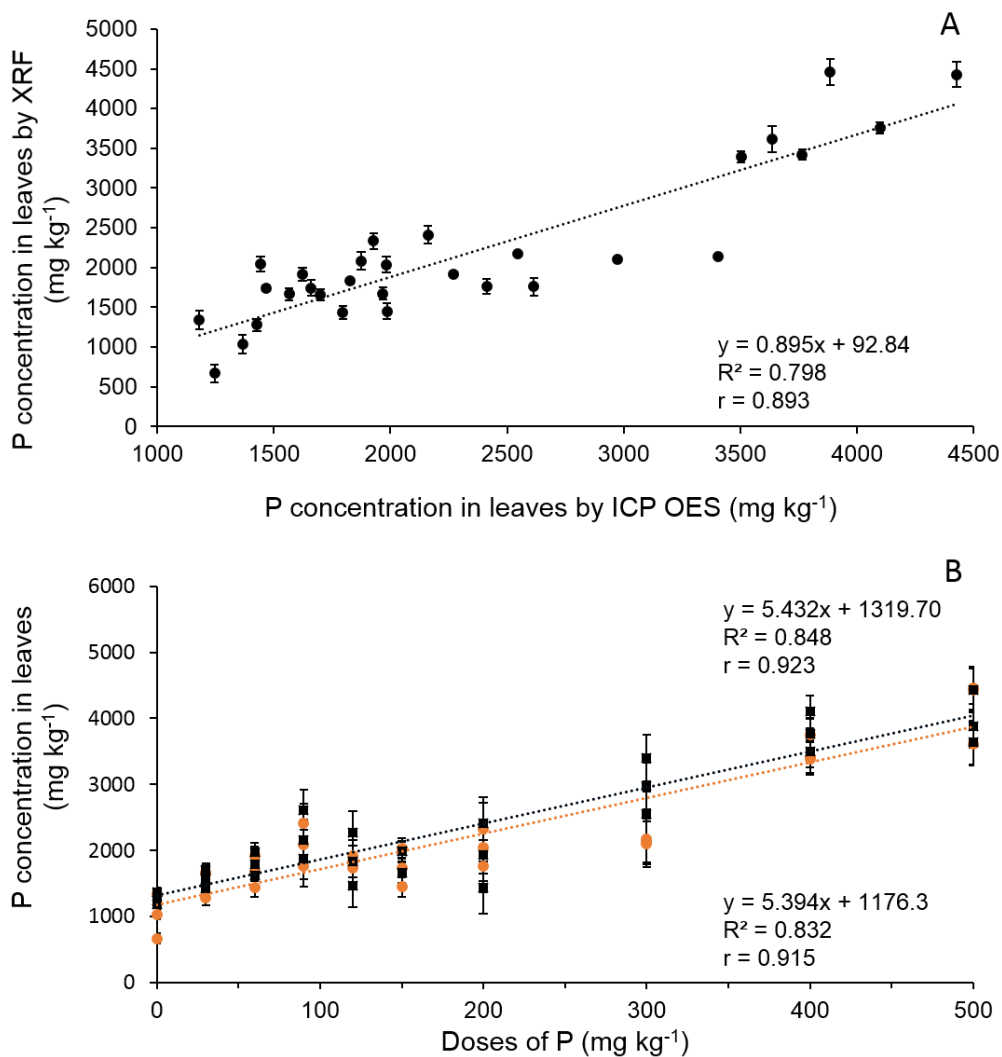 A
5000
4500
4000
3500
3000
2500
2000
1500
1000
500
0
P concentration in leaves by XRF
(mg kg⁻¹)
y = 0.895x + 92.84
R² = 0.798
r = 0.893
1000 1500 2000 2500 3000 3500 4000 4500
P concentration in leaves by ICP OES (mg kg⁻¹)
B
6000
5000
4000
3000
2000
1000
0
P concentration in leaves
(mg kg⁻¹)
y = 5.432x + 1319.70
R² = 0.848
r = 0.923
y = 5.394x + 1176.3
R² = 0.832
r = 0.915
0 100 200 300 400 500
Doses of P (mg kg⁻¹)